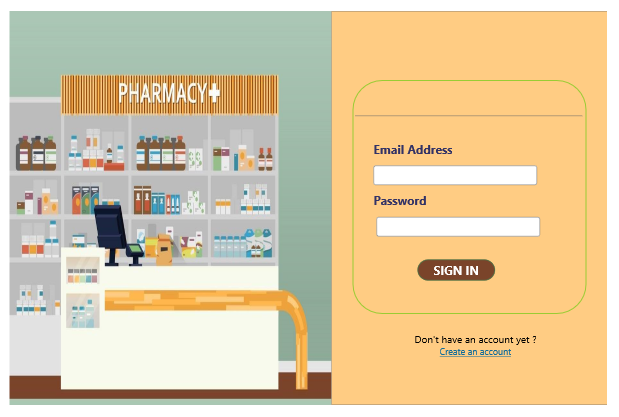 PHARMACY
Email Address
Password
SIGN IN
Don't have an account yet ?
Create an account